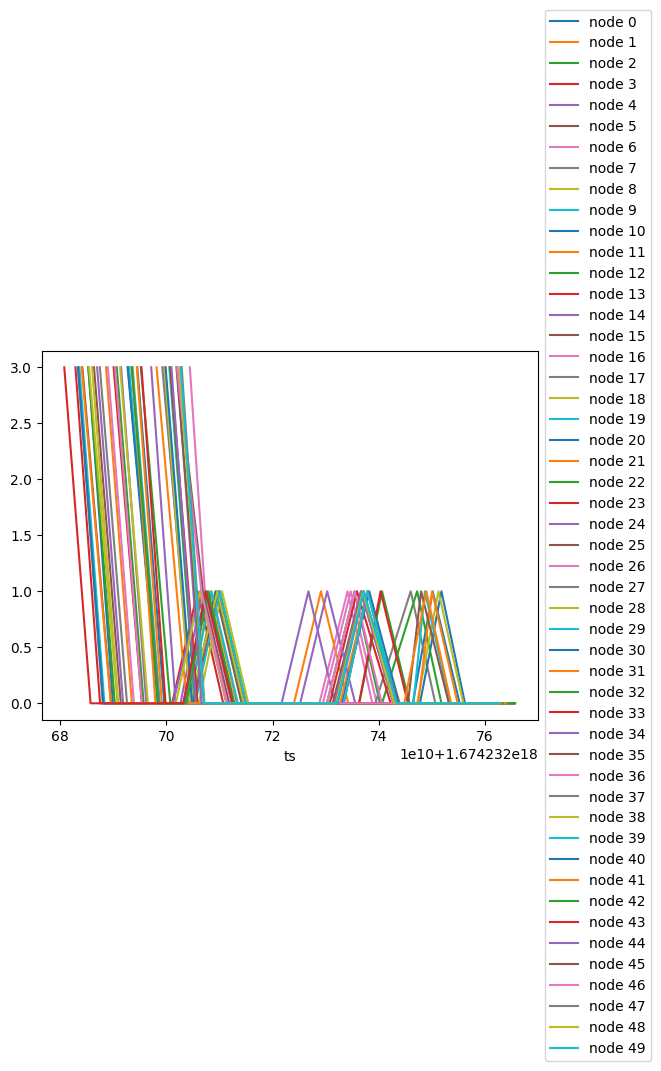 node 0
node 1
node 2
node 3
node 4
node 5
node 6
node 7
node 8
node 9
node 10
node 11
node 12
node 13
node 14
node 15
node 16
node 17
node 18
node 19
node 20
node 21
node 22
node 23
node 24
node 25
node 26
node 27
node 28
node 29
node 30
node 31
node 32
node 33
node 34
node 35
node 36
node 37
node 38
node 39
node 40
node 41
node 42
node 43
node 44
node 45
node 46
node 47
node 48
node 49
3.0
2.5
2.0
1.5
1.0
0.5
0.0
68 70 72 74 76
ts
1e10+1.674232e18